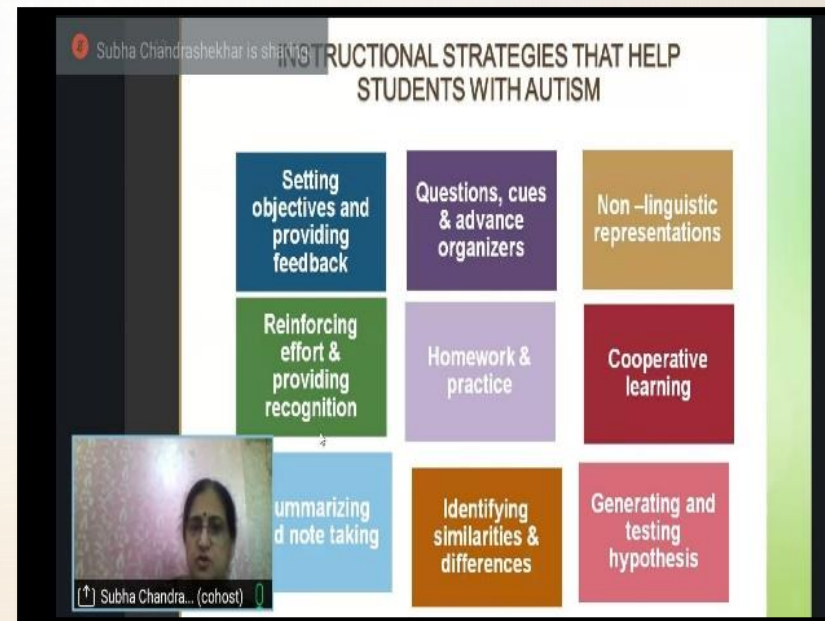 Subha Chandrashekhar is sharing
INSTRUCTIONAL STRATEGIES THAT HELP
STUDENTS WITH AUTISM
Setting
objectives and
providing
feedback
Questions, cues
& advance
organizers
Non –linguistic
representations
Reinforcing
effort &
providing
recognition
Homework &
practice
Cooperative
learning
ummarizing
d note taking
Identifying
similarities &
differences
Generating and
testing
hypothesis
Subha Chandra... (cohost)